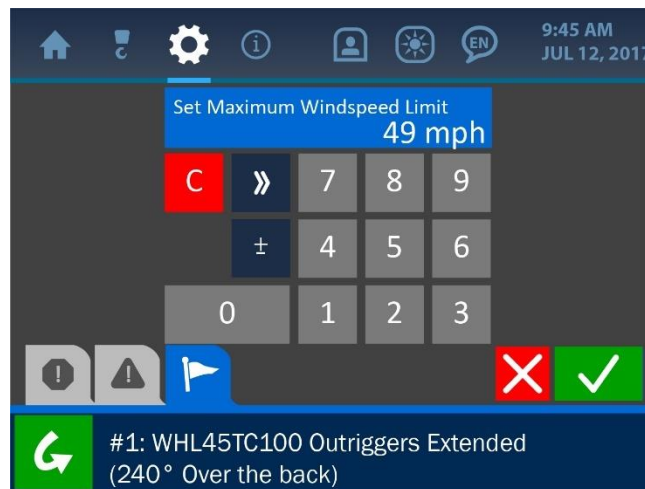 EN
9:45 AM
JUL 12, 2017
Set Maximum Windspeed Limit
49 mph
C » 7 8 9
± 4 5 6
0 1 2 3
#1: WHL45TC100 Outriggers Extended
(240° Over the back)